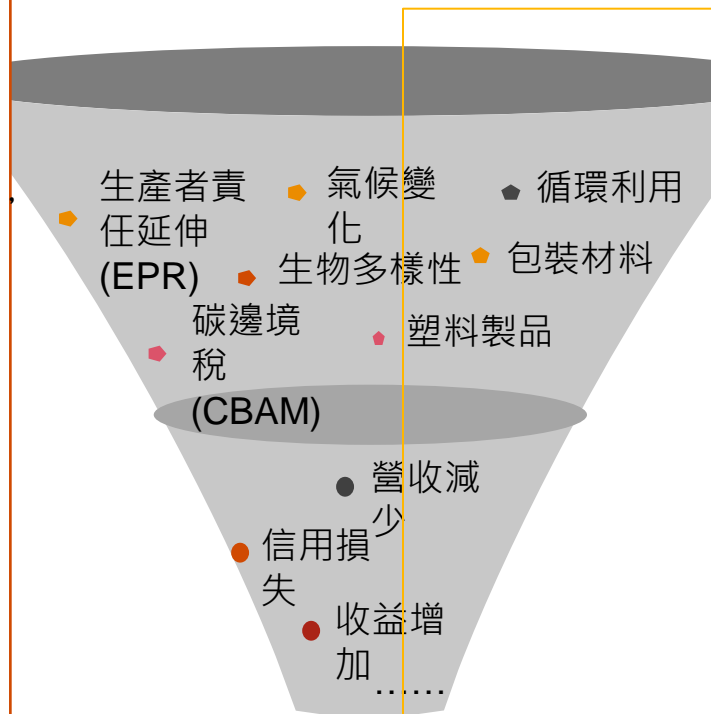 生產者責
任延伸
(EPR)
氣候變
化
循環利用
，
生物多樣性
包裝材料
碳邊境
稅
(CBAM)
塑料製品
營收減
少
信用損
失
收益增
加
……